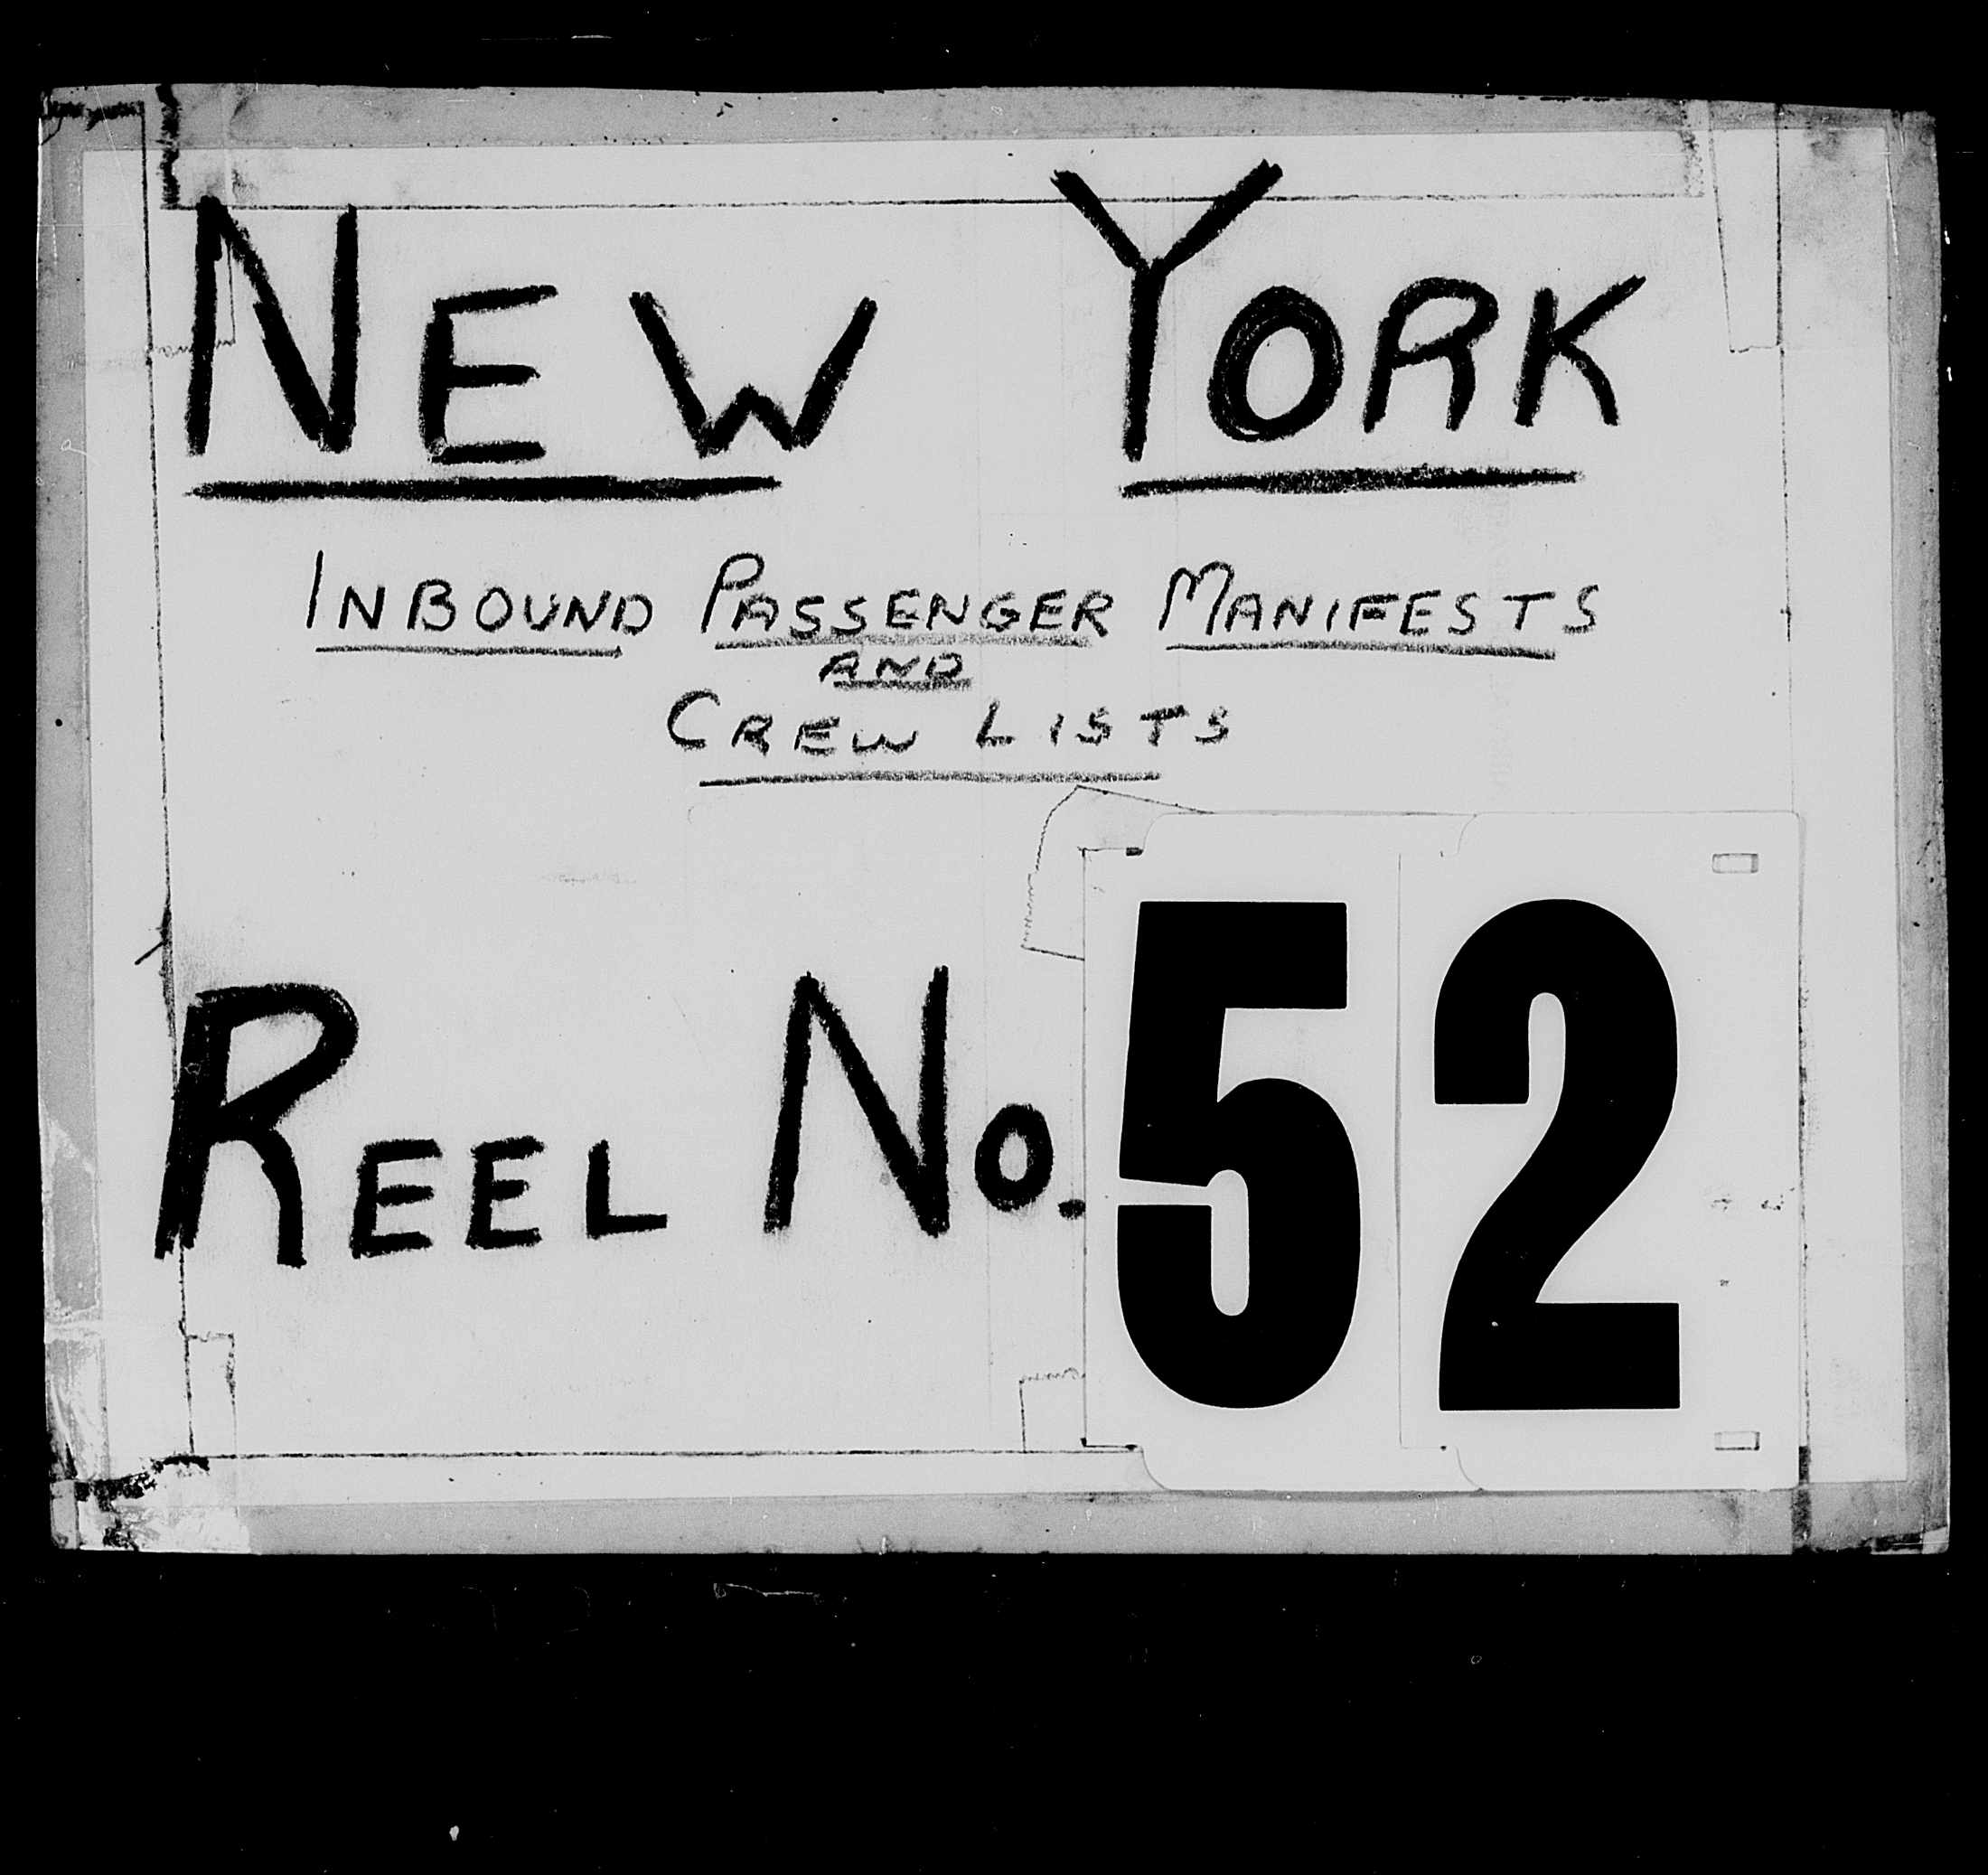 NEW YORK
INBOUND PASSENGER MANIFESTS
AND
CREW LISTS
REEL NO. 52